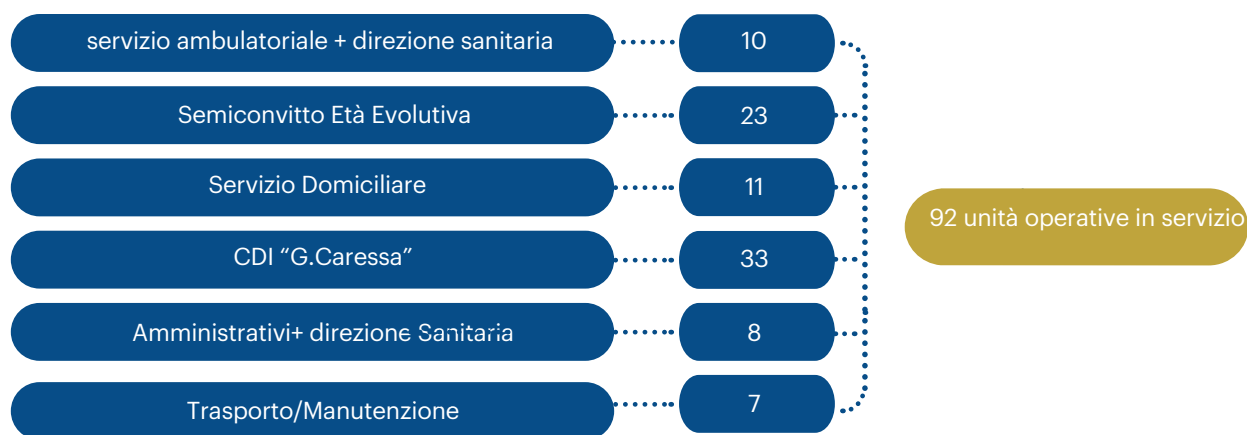 servizio ambulatoriale + direzione sanitaria 10
Semiconvitto Età Evolutiva 23
Servizio Domiciliare 11
92 unità operative in servizio
CDI “G.Caressa” 33
Amministrativi+ direzione Sanitaria 8
Trasporto/Manutenzione 7